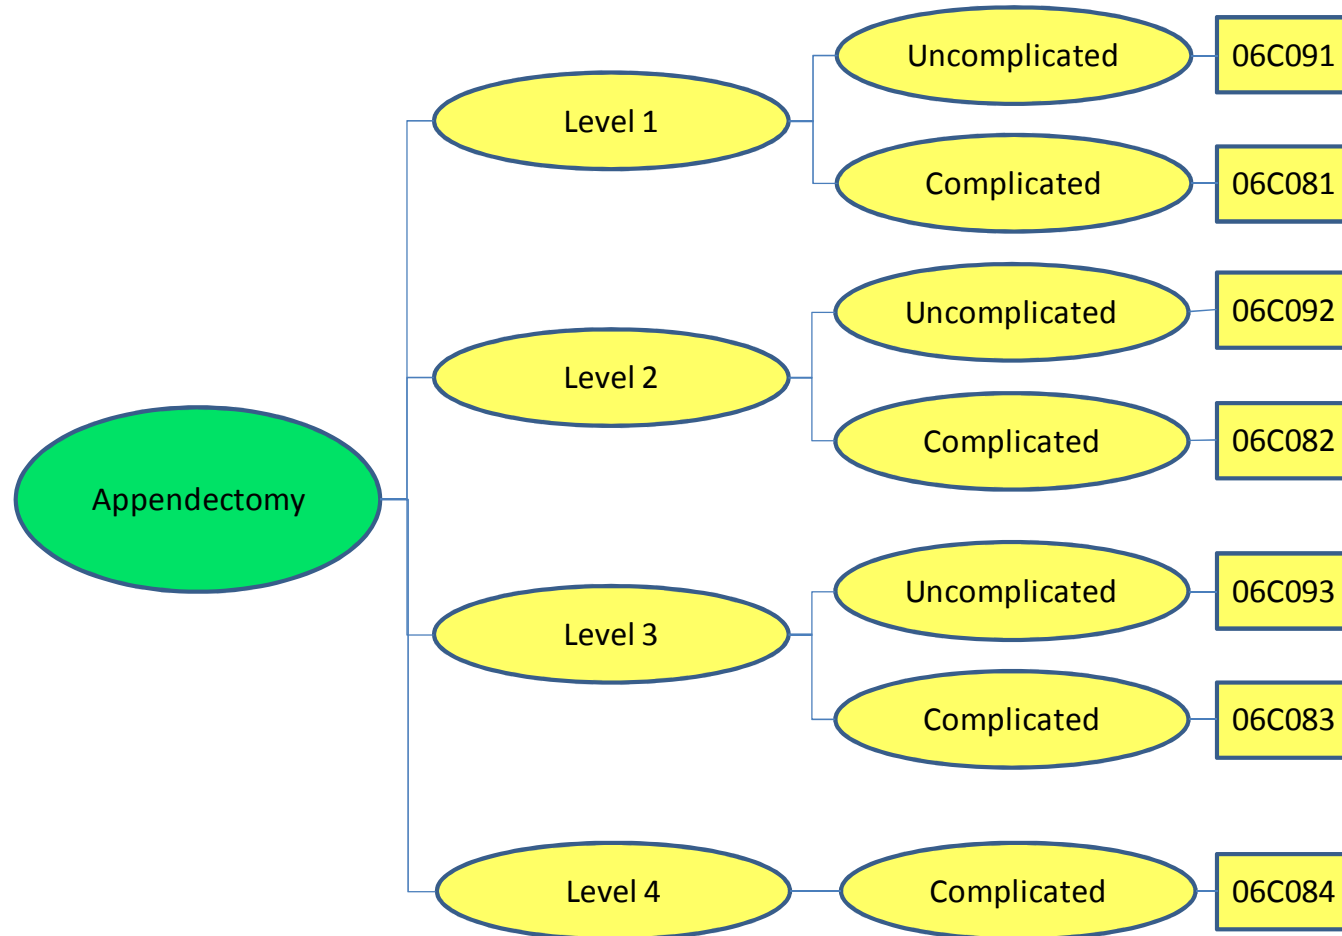 Appendectomy
Level 1
Uncomplicated
06C091
Complicated
06C081
Level 2
Uncomplicated
06C092
Complicated
06C082
Level 3
Uncomplicated
06C093
Complicated
06C083
Level 4
Complicated
06C084